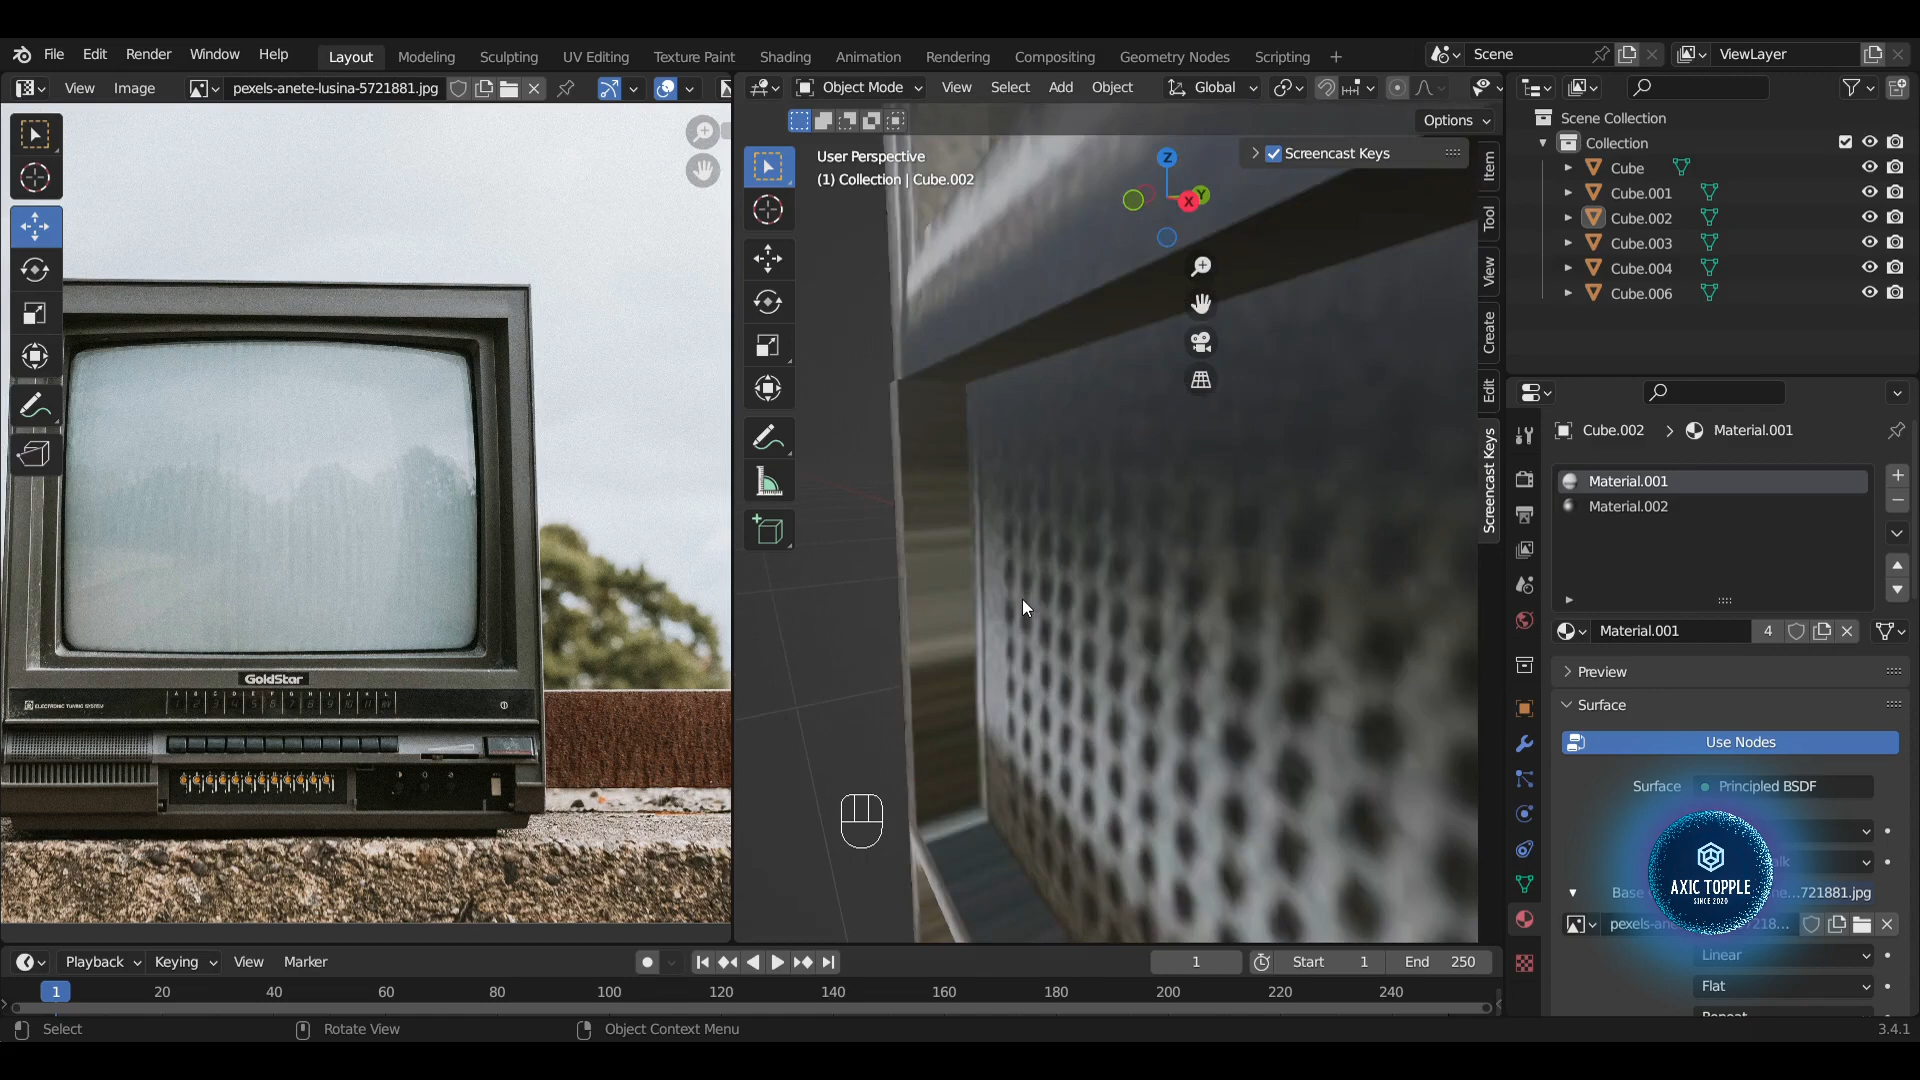 File Edit Render Window Help Layout Modeling Sculpting UV Editing Texture Paint Shading Animation Rendering Compositing Geometry Nodes Scripting + Scene ViewLayer
View Image pexels-anete-lusina-5721881.jpg Object Mode View Select Add Object Global
Options
User Perspective
(1) Collection | Cube.002
Screencast Keys
Z
Y
X
Item
Tool
View
Create
Edit
Screencast Keys
Scene Collection
Collection
Cube
Cube.001
Cube.002
Cube.003
Cube.004
Cube.006
Cube.002 > Material.001
Material.001
Material.002
Material.001 4
Preview
Surface
Use Nodes
Surface Principled BSDF
AXIC TOPPLE
SINCE 2020
721881.jpg
Linear
Flat
Repeat
GoldStar
ELECTRONIC TUNING SYSTEM
Playback Keying View Marker 1 Start 1 End 250
1 20 40 60 80 100 120 140 160 180 200 220 240
Select Rotate View Object Context Menu 3.4.1